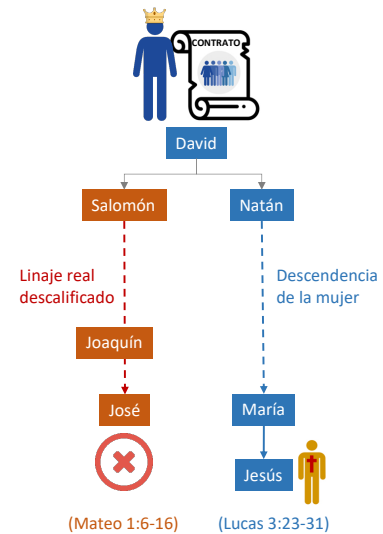 CONTRATO
David
Salomón
Natán
Linaje real
descalificado
Descendencia
de la mujer
Joaquín
José
María
Jesús
(Mateo 1:6-16)
(Lucas 3:23-31)